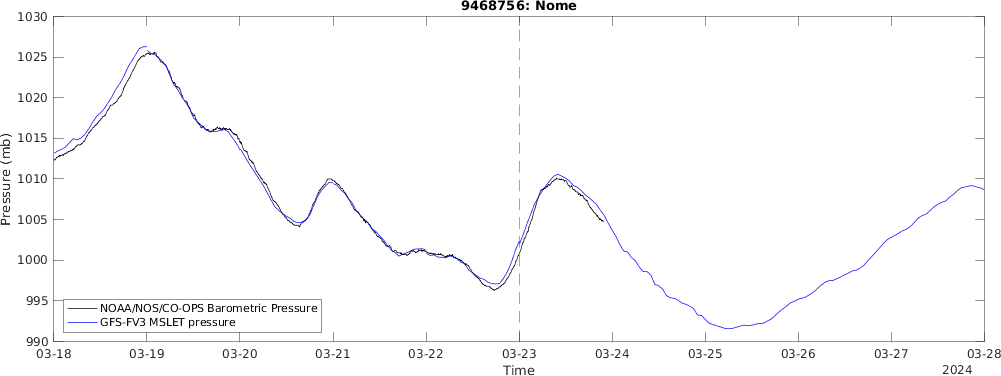 9468756: Nome
1030
1025
1020
1015
1010
1005
1000
995
990
Pressure (mb)
NOAA/NOS/CO-OPS Barometric Pressure
GFS-FV3 MSLET pressure
03-18 03-19 03-20 03-21 03-22 03-23 03-24 03-25 03-26 03-27 03-28
Time
2024